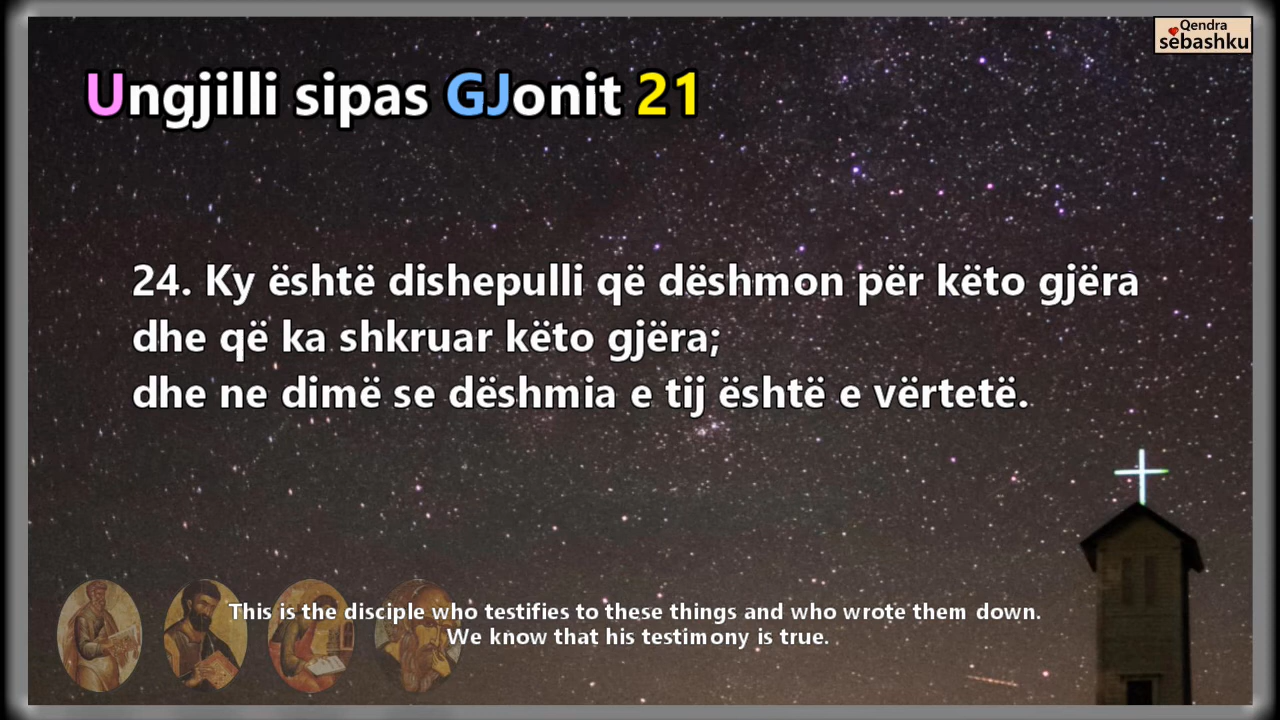 Qendra
sëbashku
Ungjilli sipas GJonit 21
24. Ky është dishepulli që dëshmon për këto gjëra
dhe që ka shkruar këto gjëra;
dhe ne dimë se dëshmia e tij është e vërtetë.
This is the disciple who testifies to these things and who wrote them down.
We know that his testimony is true.